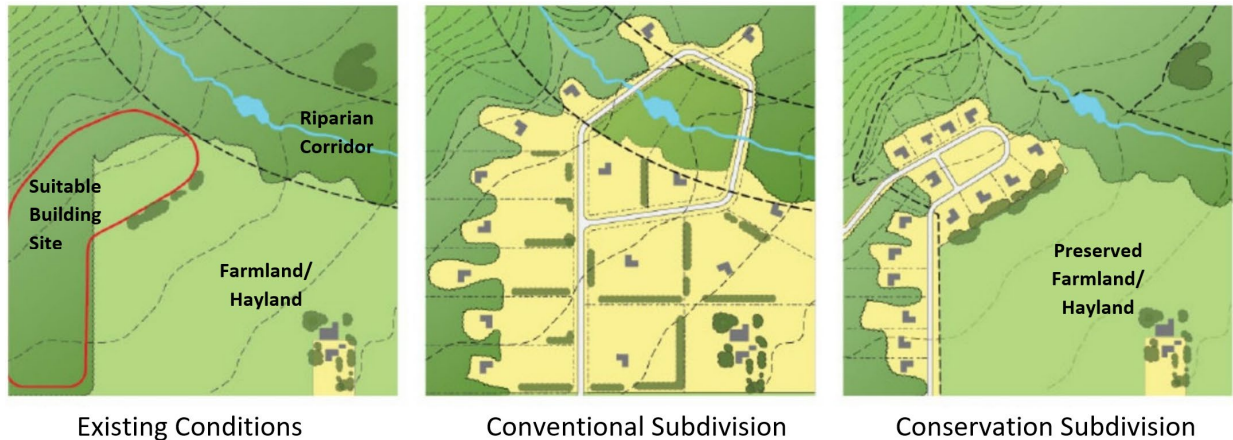 Riparian
Corridor
Suitable
Building
Site
Farmland/
Hayland
Preserved
Farmland/
Hayland
Existing Conditions
Conventional Subdivision
Conservation Subdivision